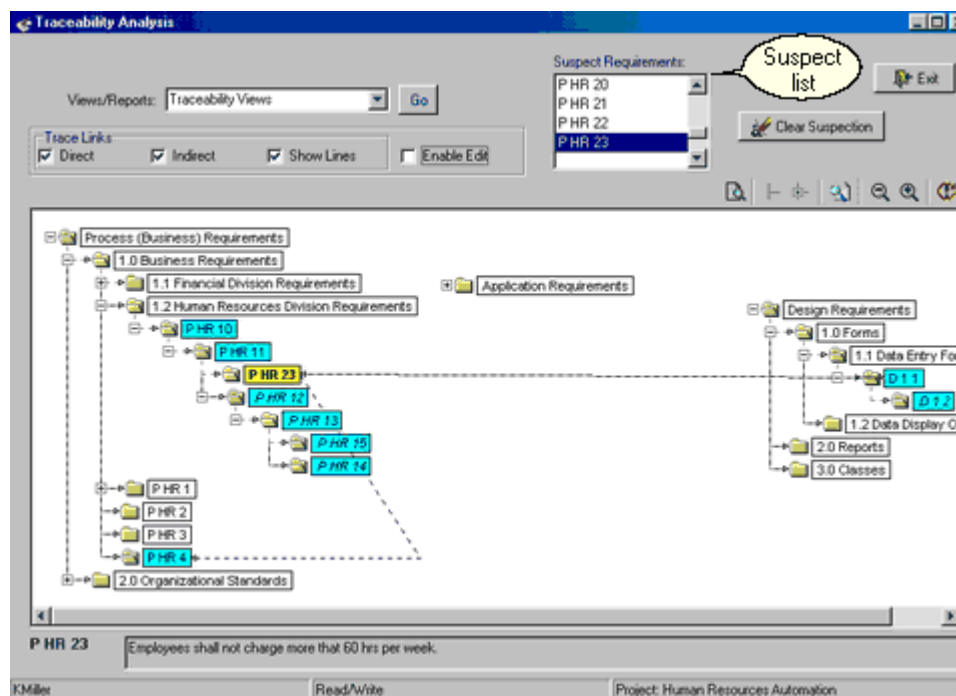 Traceability Analysis
Suspect Requirements:
Suspect list
P HR 20
P HR 21
P HR 22
P HR 23
Exit
Views/Reports: Traceability Views Go
Clear Suspection
Trace Links
Direct Indirect Show Lines Enable Edit
Process (Business) Requirements
1.0 Business Requirements
1.1 Financial Division Requirements
Application Requirements
1.2 Human Resources Division Requirements
Design Requirements
P HR 10
1.0 Forms
P HR 11
1.1 Data Entry Fo
P HR 23
D 1 1
P HR 12
D 1 2
P HR 13
1.2 Data Display O
P HR 15
2.0 Reports
P HR 14
3.0 Classes
P HR 1
P HR 2
P HR 3
P HR 4
2.0 Organizational Standards
P HR 23 Employees shall not charge more that 60 hrs per week.
KMiller Read/Write Project: Human Resources Automation